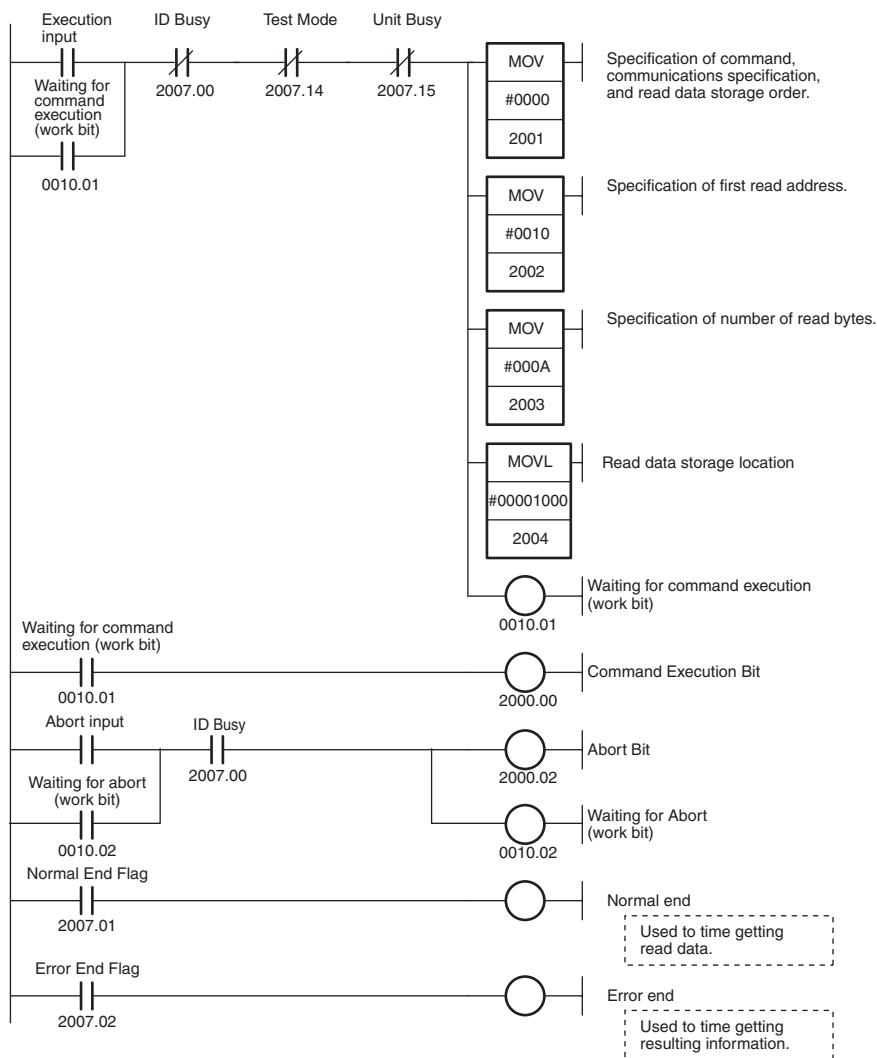 Execution
input
ID Busy
Test Mode
Unit Busy
2007.00
2007.14
2007.15
Waiting for
command
execution
(work bit)
0010.01
MOV
#0000
2001
Specification of command,
communications specification,
and read data storage order.
MOV
#0010
2002
Specification of first read address.
MOV
#000A
2003
Specification of number of read bytes.
MOVL
#00001000
2004
Read data storage location
0010.01
Waiting for command execution
(work bit)
Waiting for command
execution (work bit)
0010.01
2000.00
Command Execution Bit
Abort input
ID Busy
2007.00
2000.02
Abort Bit
Waiting for abort
(work bit)
0010.02
0010.02
Waiting for Abort
(work bit)
Normal End Flag
2007.01
Normal end
Used to time getting
read data.
Error End Flag
2007.02
Error end
Used to time getting
resulting information.